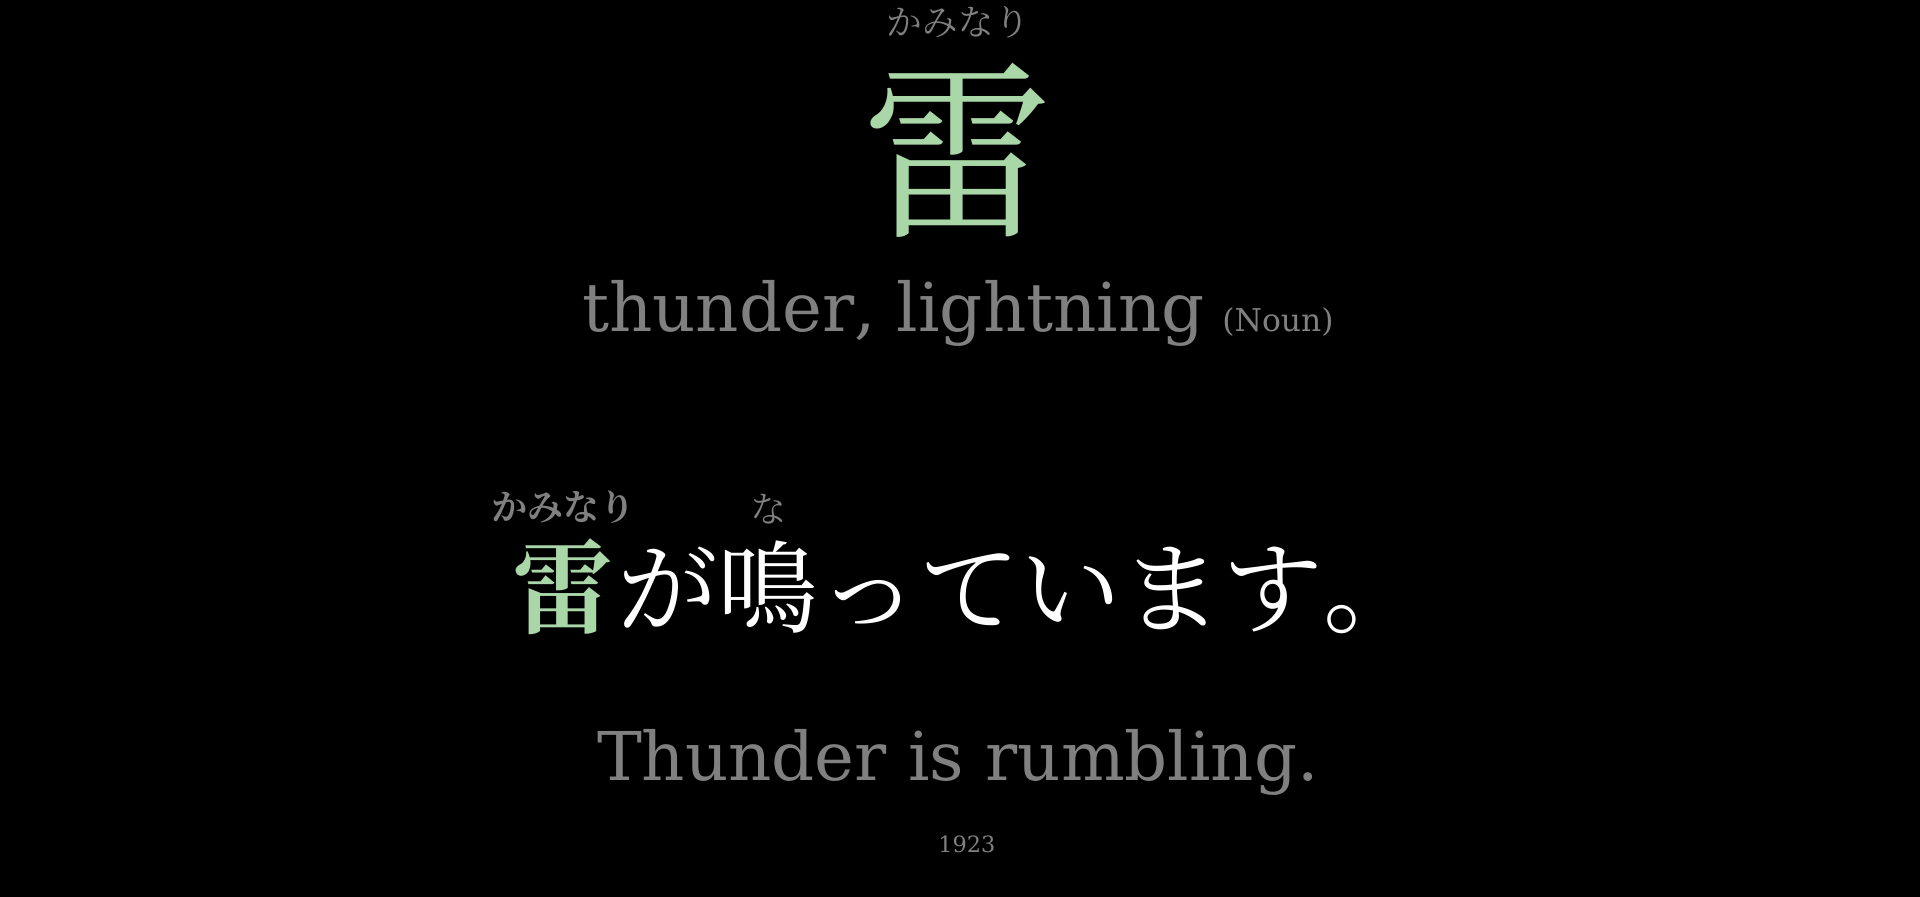 かみなり
雷
thunder, lightning (Noun)
かみなり な
雷が鳴っています。
Thunder is rumbling.
1923